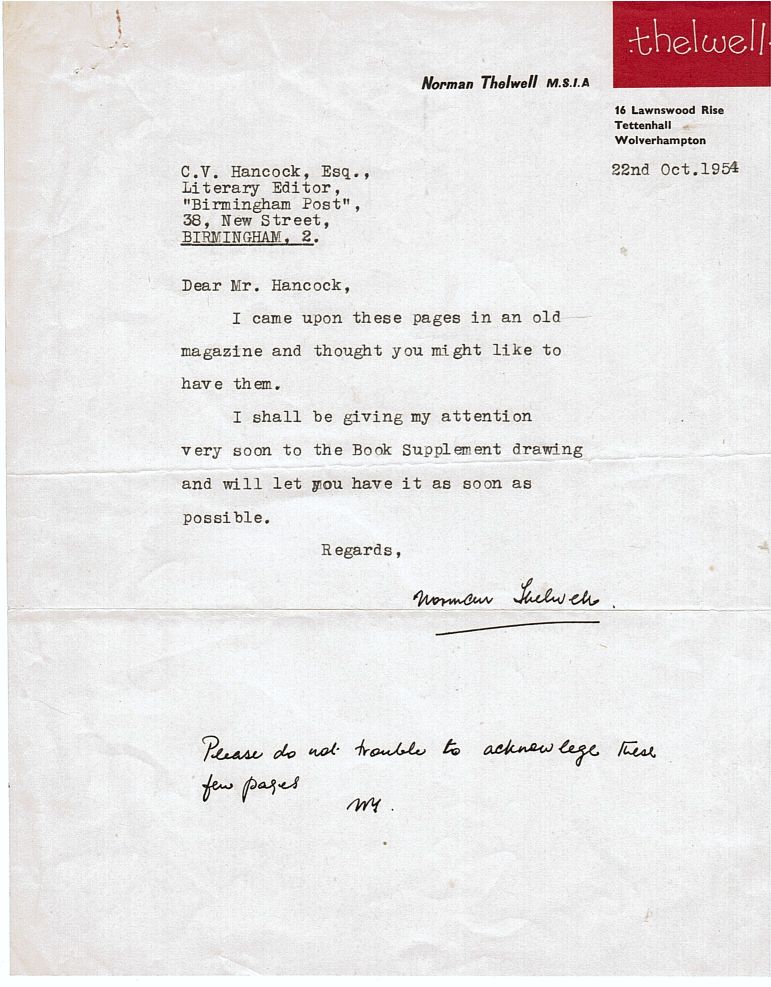 thelwell
Norman Thelwell M.S.I.A
16 Lawnswood Rise
Tettenhall
Wolverhampton
22nd Oct.1954
C.V. Hancock, Esq.,
Literary Editor,
"Birmingham Post",
38, New Street,
BIRMINGHAM, 2.
Dear Mr. Hancock,
I came upon these pages in an old
magazine and thought you might like to
have them.
I shall be giving my attention
very soon to the Book Supplement drawing
and will let you have it as soon as
possible.
Regards,
Norman Thelwell.
Please do not trouble to acknowlege these
few pages
NT.